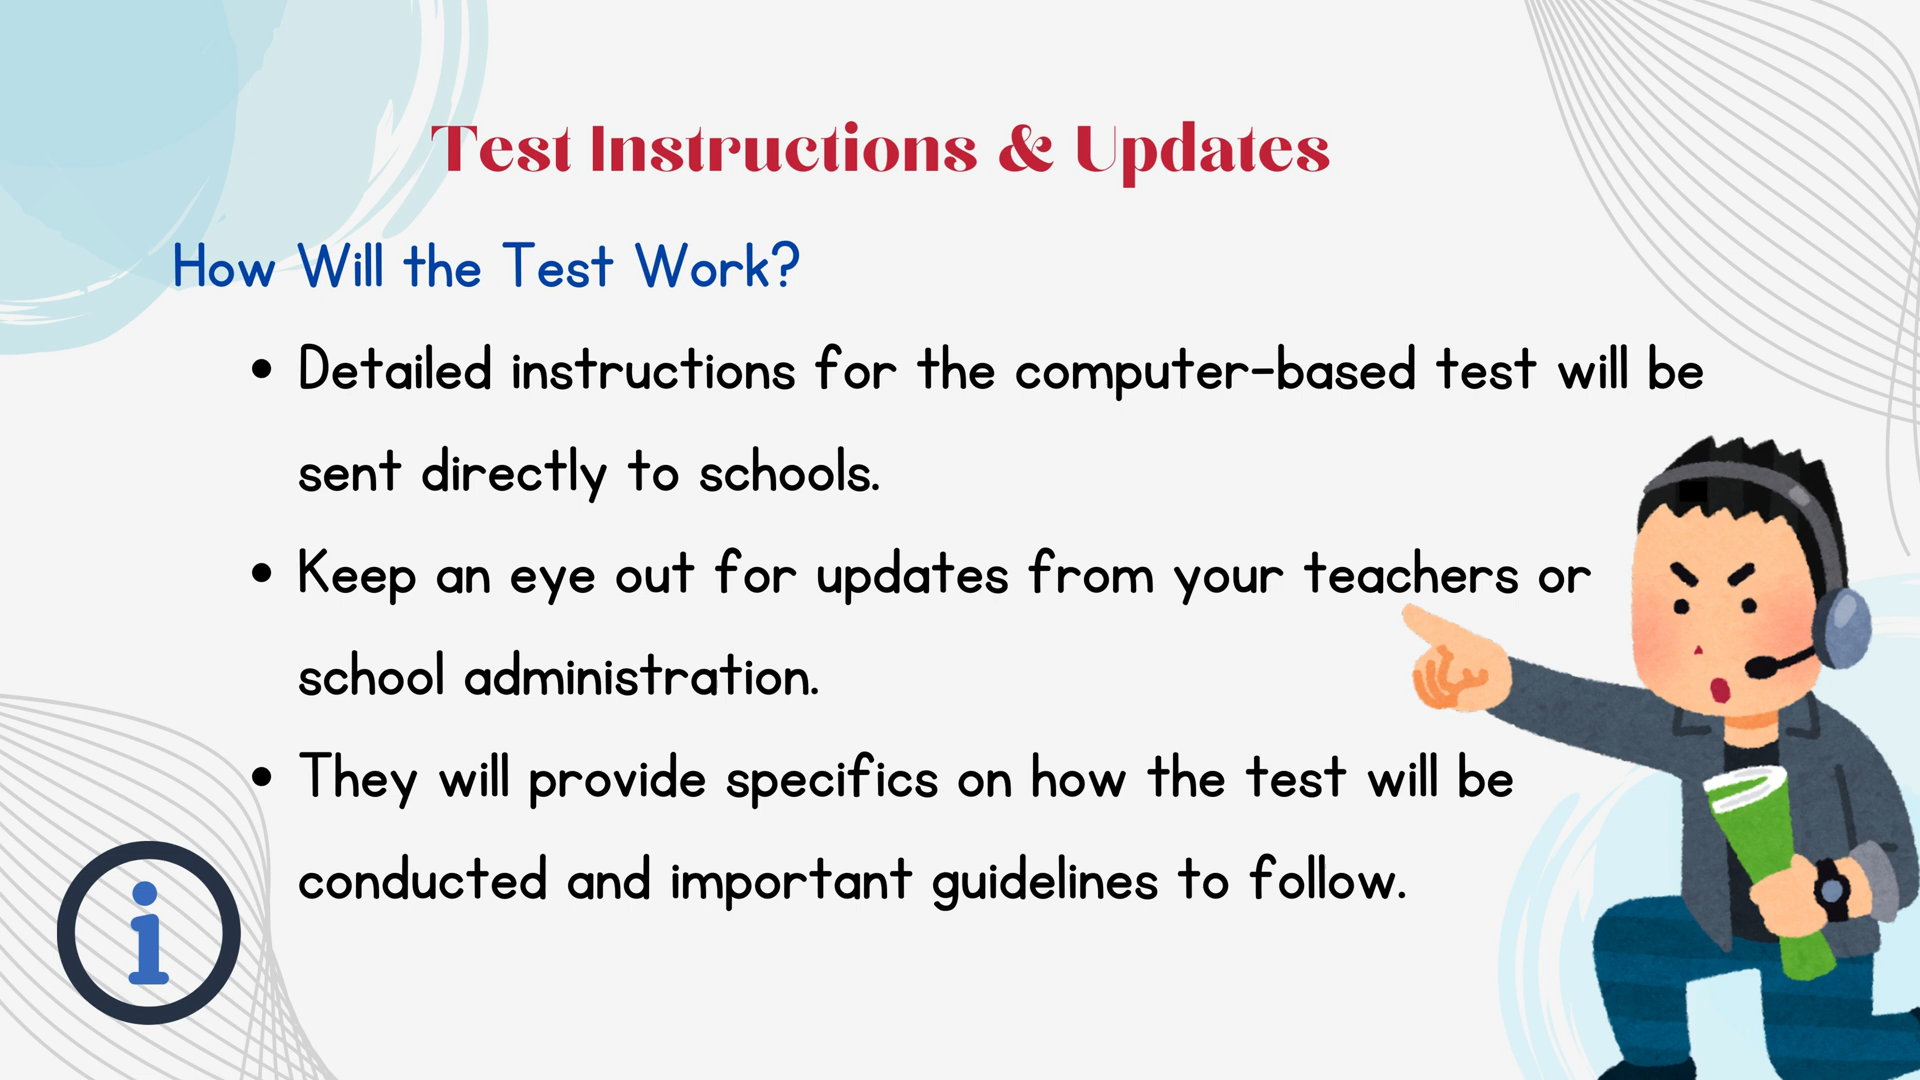 Test Instructions & Updates
How Will the Test Work?
• Detailed instructions for the computer-based test will be
sent directly to schools.
• Keep an eye out for updates from your teachers or
school administration.
• They will provide specifics on how the test will be
conducted and important guidelines to follow.
i